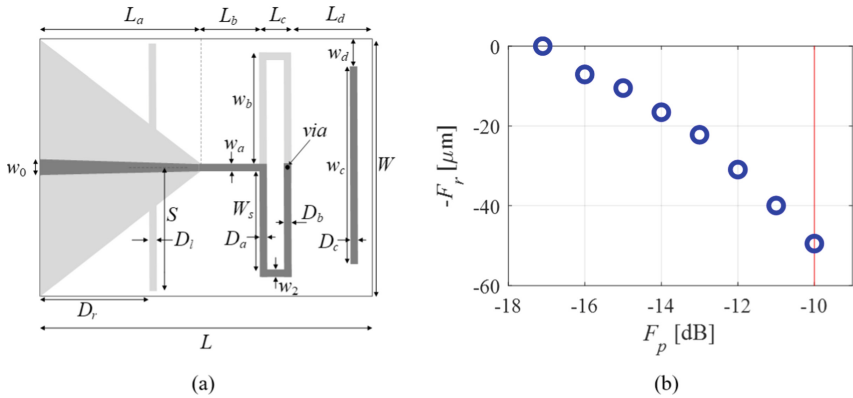 L_a L_b L_c L_d
w_d
w_b
w_a via
w_0 w_c W
S W_s D_b
D_l D_a D_c
w_2
D_r
L
(a)
0
-20
-40
-60
-F_r [μm]
-18 -16 -14 -12 -10
F_p [dB]
(b)